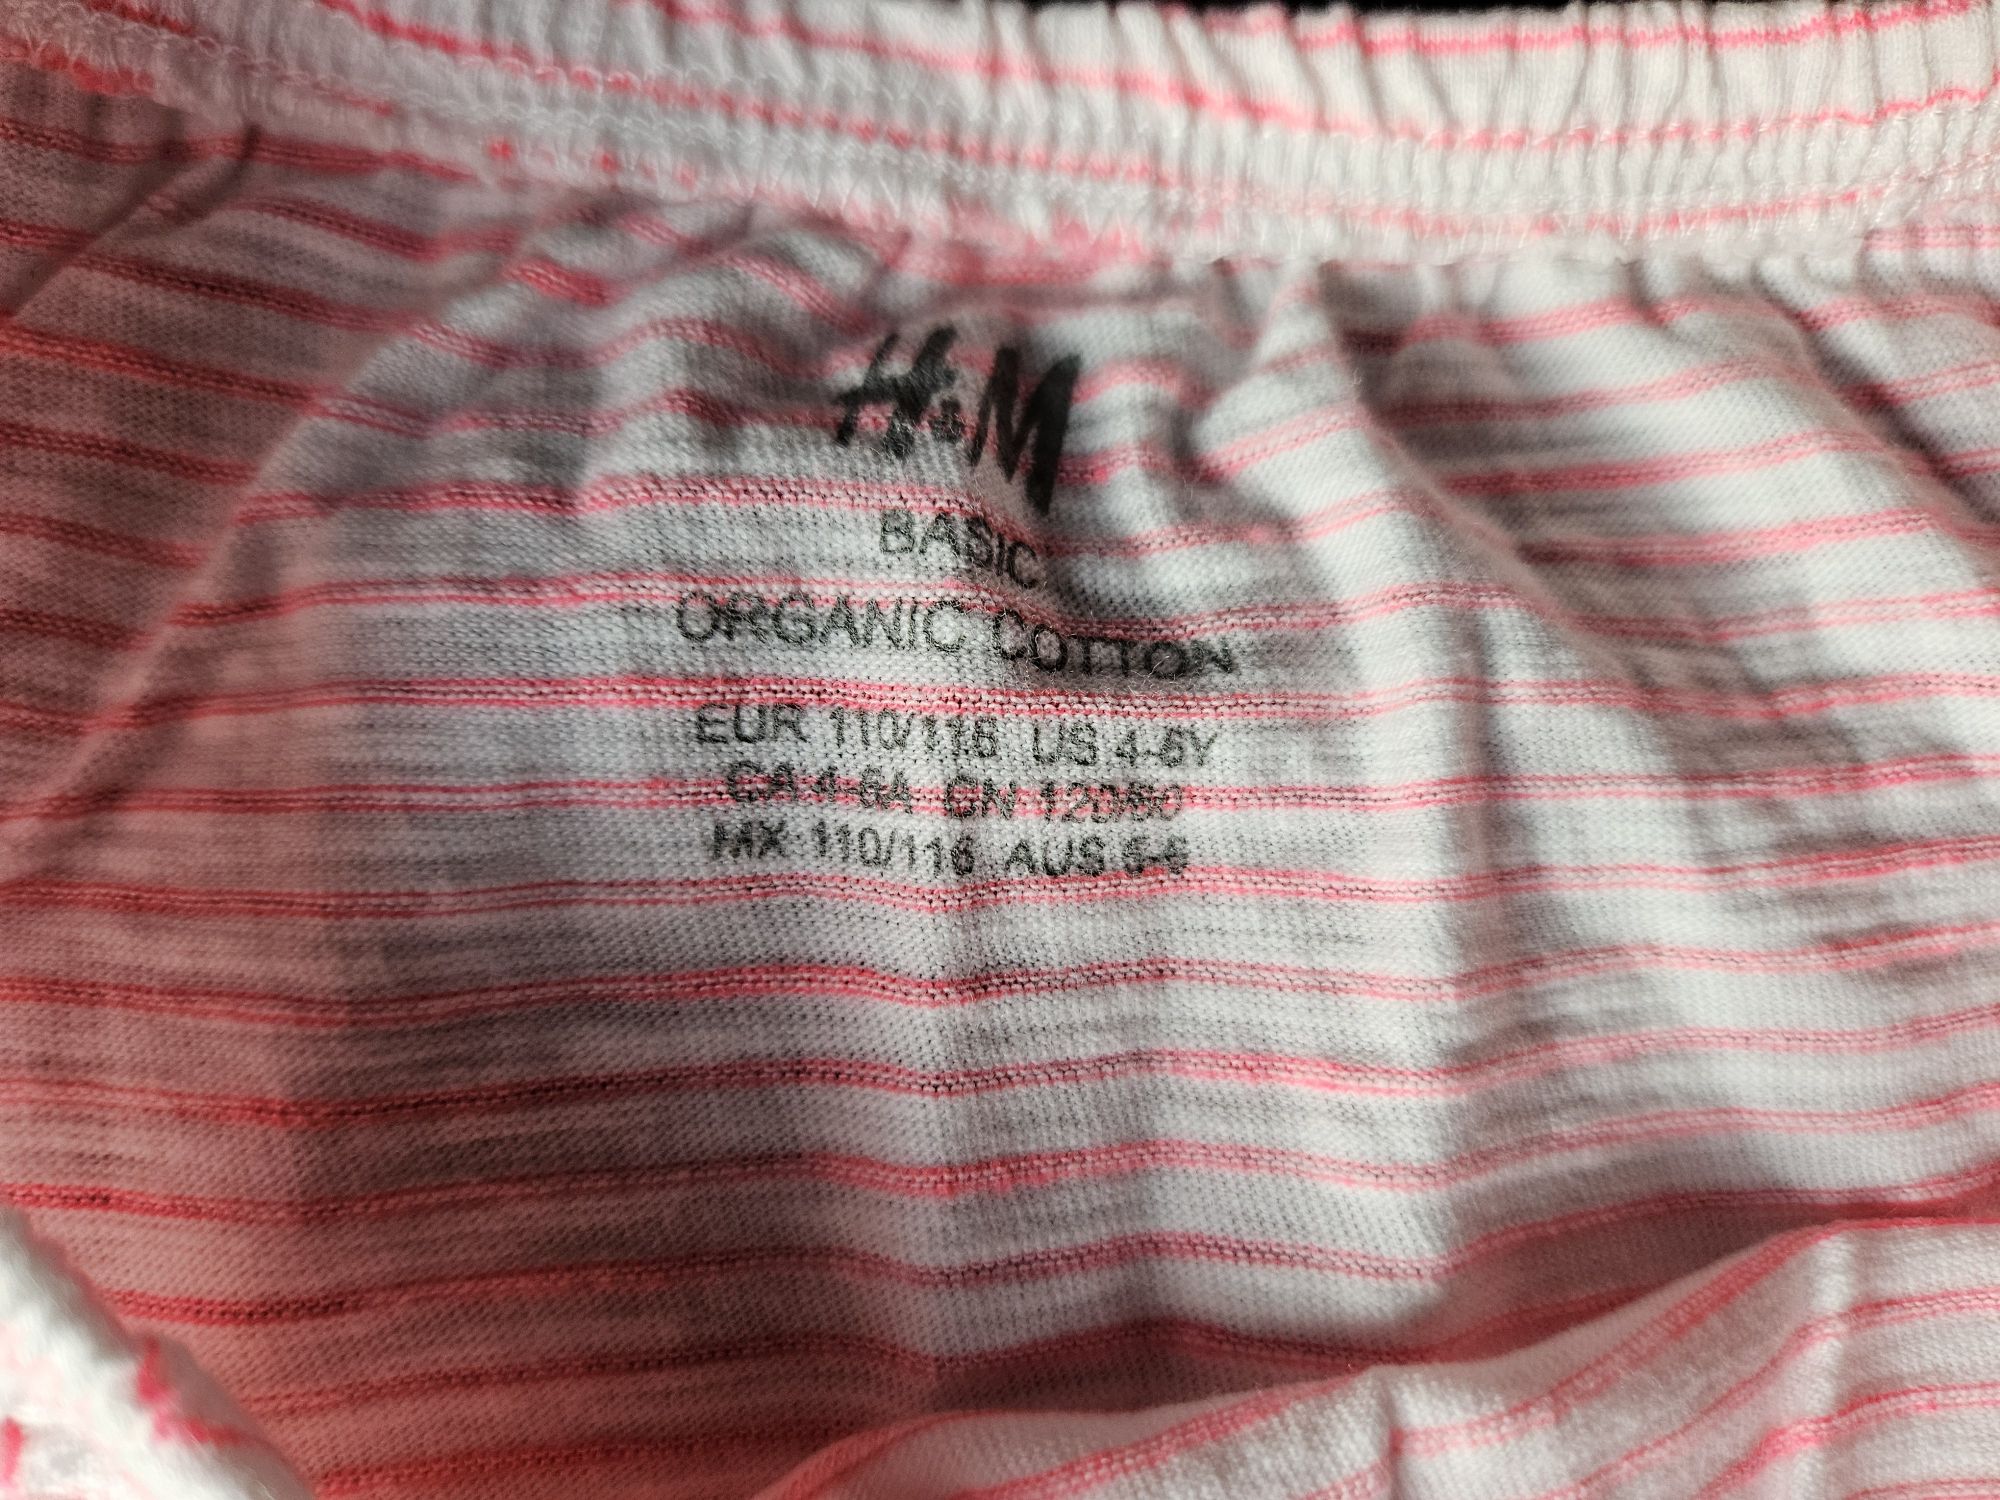 H&M
BASIC
ORGANIC COTTON
EUR 110/116 US 4-6Y
CA 4-6A CN 120/60
MX 110/116 AUS 5-6